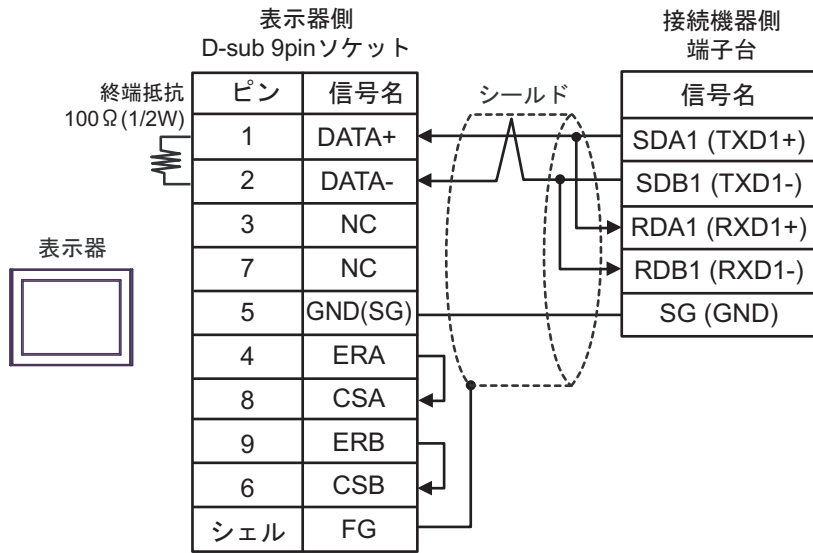 表示器側
D-sub 9pinソケット
接続機器側
端子台
終端抵抗
100Ω(1/2W)
表示器
ピン 信号名
1 DATA+
2 DATA-
3 NC
7 NC
5 GND(SG)
4 ERA
8 CSA
9 ERB
6 CSB
シェル FG
シールド
信号名
SDA1 (TXD1+)
SDB1 (TXD1-)
RDA1 (RXD1+)
RDB1 (RXD1-)
SG (GND)